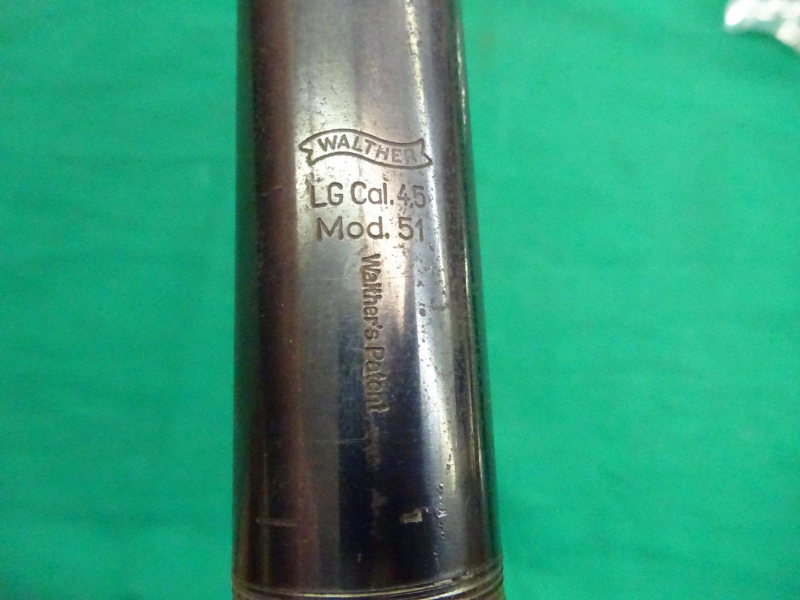 WALTHER
LG Cal. 4,5
Mod. 51
Walther's Patent